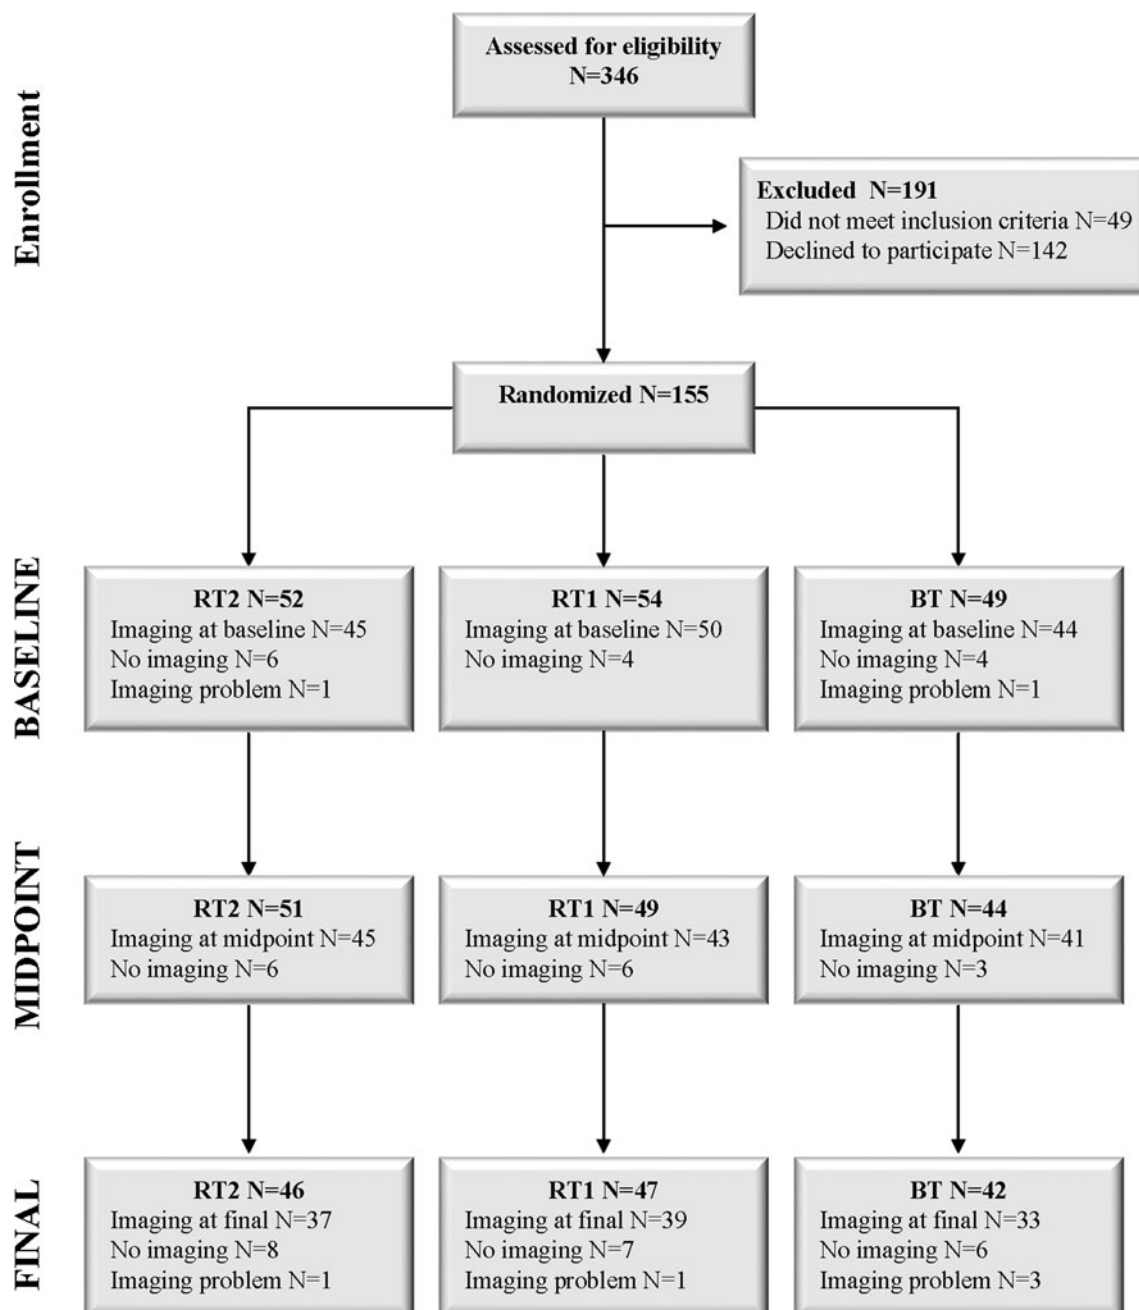 Enrollment
Assessed for eligibility
N=346
Excluded N=191
Did not meet inclusion criteria N=49
Declined to participate N=142
Randomized N=155
BASELINE
RT2 N=52
Imaging at baseline N=45
No imaging N=6
Imaging problem N=1
RT1 N=54
Imaging at baseline N=50
No imaging N=4
BT N=49
Imaging at baseline N=44
No imaging N=4
Imaging problem N=1
MIDPOINT
RT2 N=51
Imaging at midpoint N=45
No imaging N=6
RT1 N=49
Imaging at midpoint N=43
No imaging N=6
BT N=44
Imaging at midpoint N=41
No imaging N=3
FINAL
RT2 N=46
Imaging at final N=37
No imaging N=8
Imaging problem N=1
RT1 N=47
Imaging at final N=39
No imaging N=7
Imaging problem N=1
BT N=42
Imaging at final N=33
No imaging N=6
Imaging problem N=3